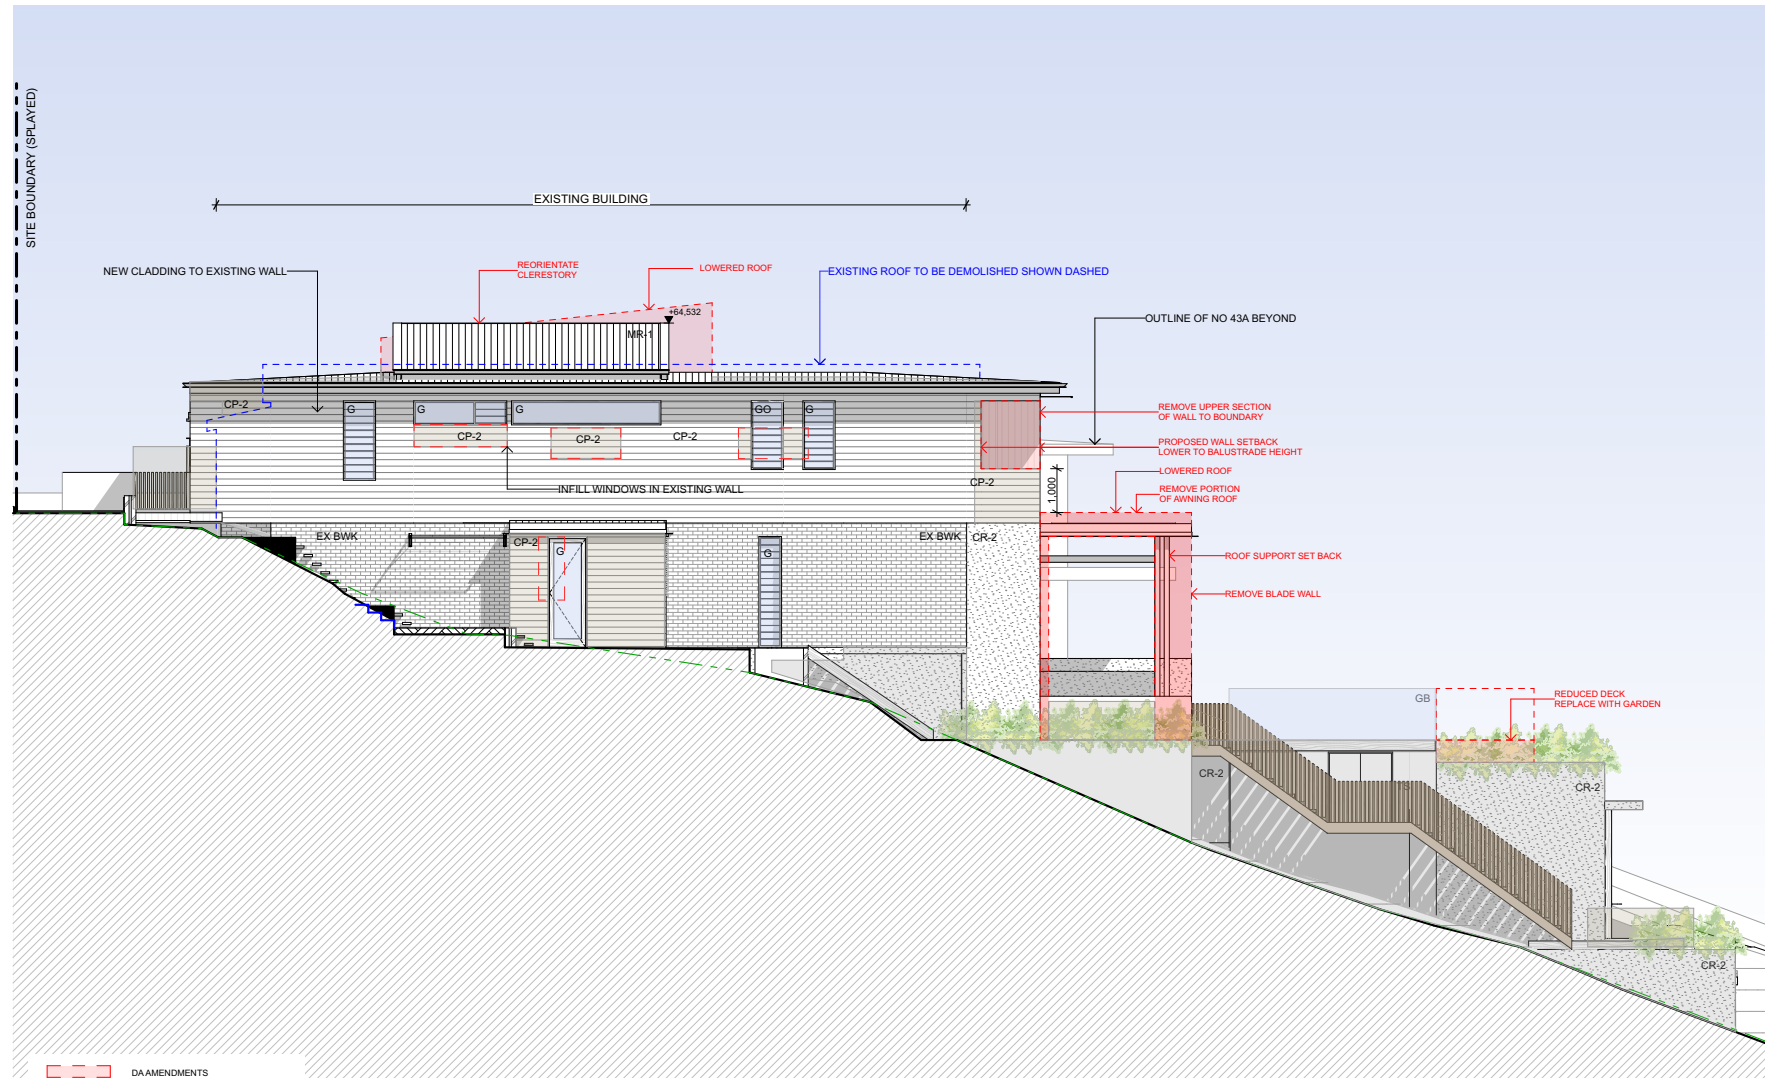 SITE BOUNDARY (SPLAYED)
EXISTING BUILDING
NEW CLADDING TO EXISTING WALL
REORIENTATE
CLERESTORY
LOWERED ROOF
EXISTING ROOF TO BE DEMOLISHED SHOWN DASHED
+64,532
MR-1
OUTLINE OF NO 43A BEYOND
CP-2
G
G
G
GO
G
CP-2
CP-2
CP-2
REMOVE UPPER SECTION
OF WALL TO BOUNDARY
PROPOSED WALL SETBACK
LOWER TO BALUSTRADE HEIGHT
LOWERED ROOF
CP-2
1,000
INFILL WINDOWS IN EXISTING WALL
REMOVE PORTION
OF AWNING ROOF
EX BWK
CP-2
G
G
EX BWK
CR-2
ROOF SUPPORT SET BACK
REMOVE BLADE WALL
GB
REDUCED DECK
REPLACE WITH GARDEN
CR-2
CR-2
CR-2
DA AMENDMENTS